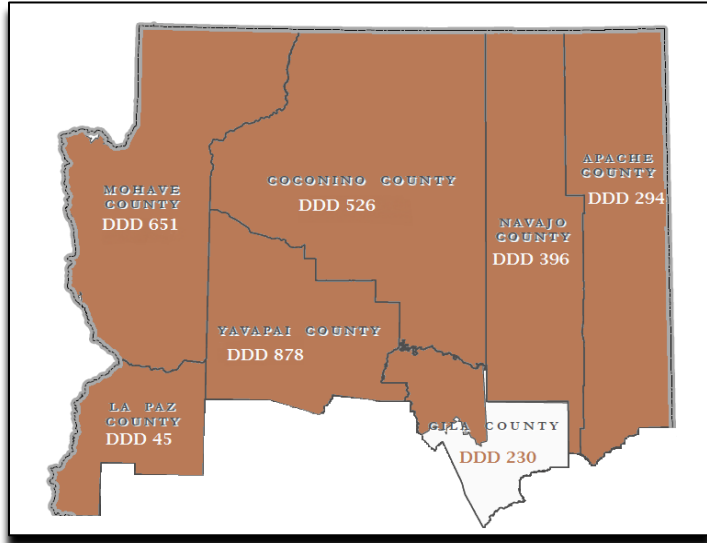 MOHAVE
COUNTY
DDD 651
COCONINO COUNTY
DDD 526
APACHE
COUNTY
DDD 294
NAVAJO
COUNTY
DDD 396
YAVAPAI COUNTY
DDD 878
LA PAZ
COUNTY
DDD 45
GILA COUNTY
DDD 230